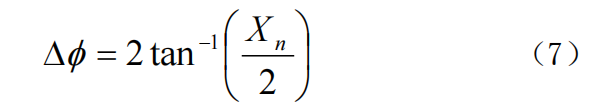 Δϕ = 2 tan⁻¹(Xₙ/2) (7)